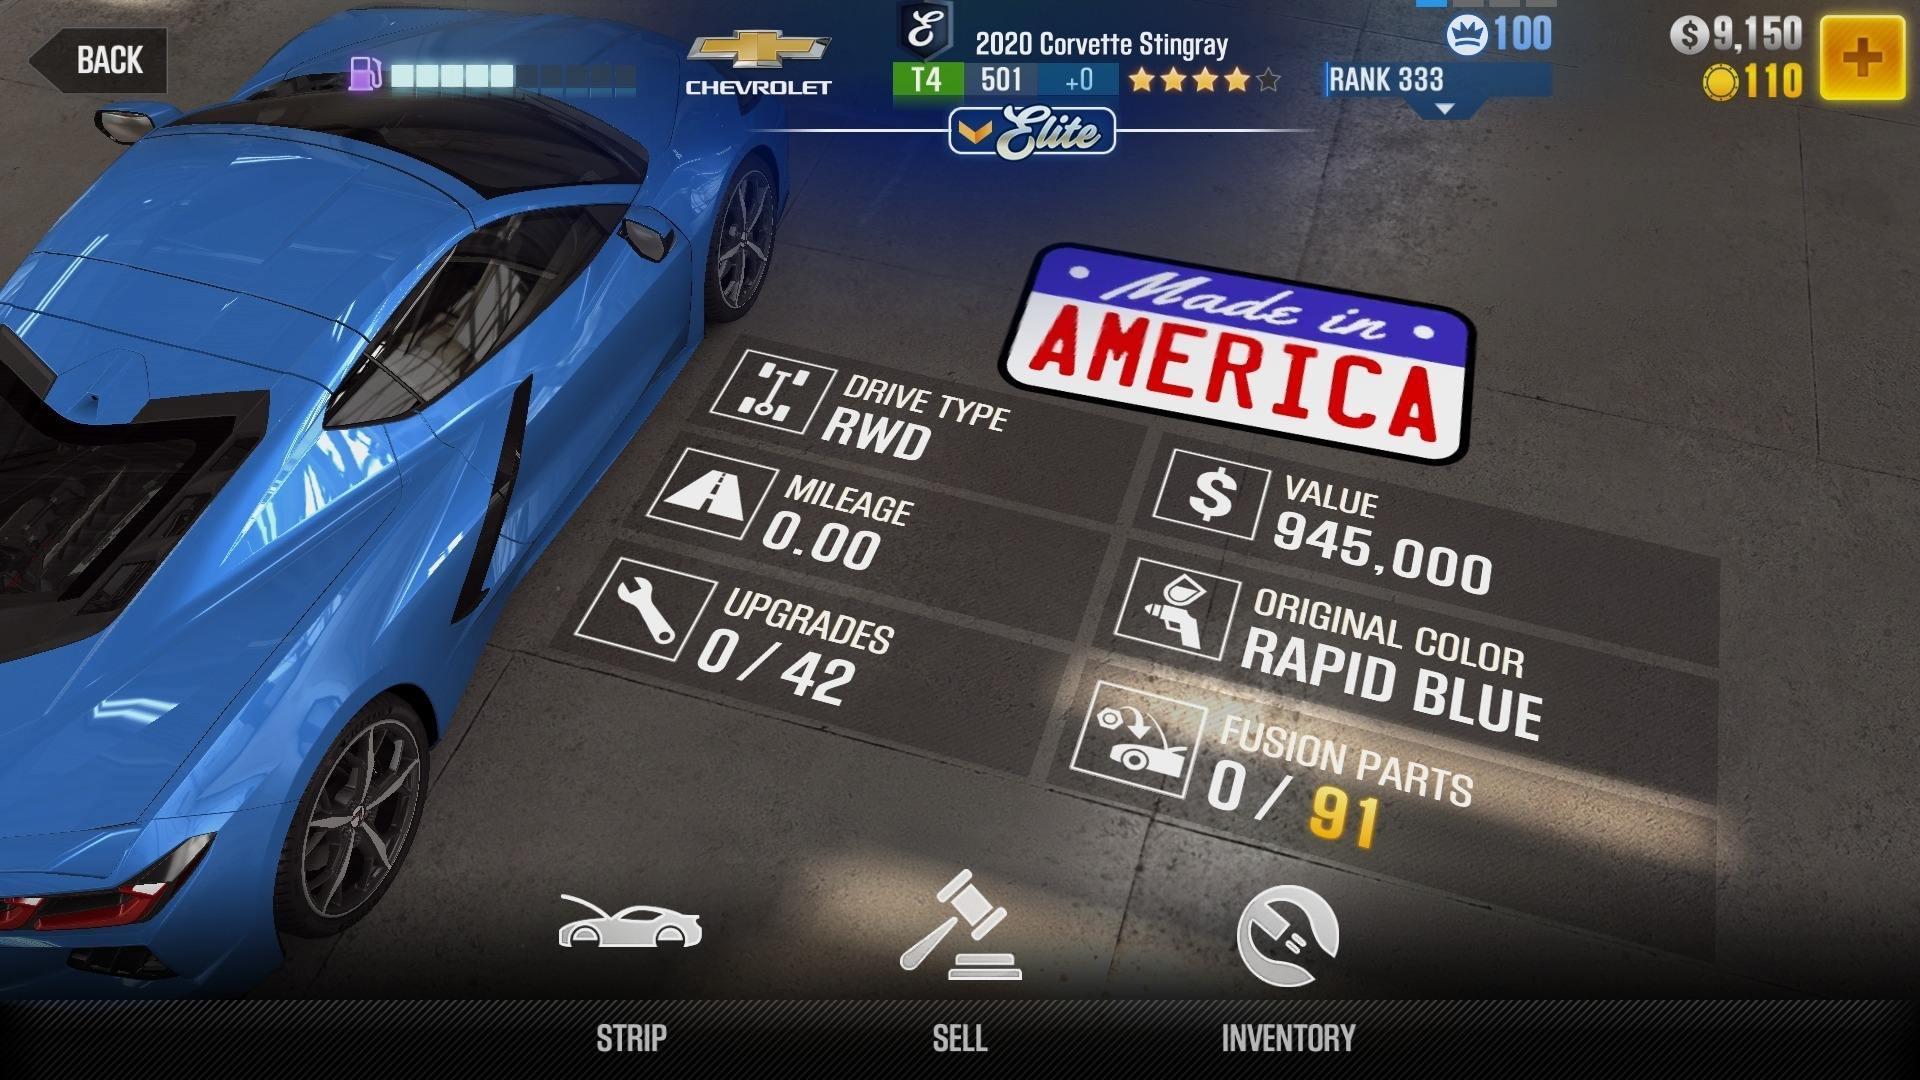 BACK
CHEVROLET
2020 Corvette Stingray
T4 501 +0
Elite
100
RANK 333
9,150
110
Made in
AMERICA
DRIVE TYPE
RWD
MILEAGE
0.00
UPGRADES
0/42
$
VALUE
945,000
ORIGINAL COLOR
RAPID BLUE
FUSION PARTS
0/91
STRIP
SELL
INVENTORY